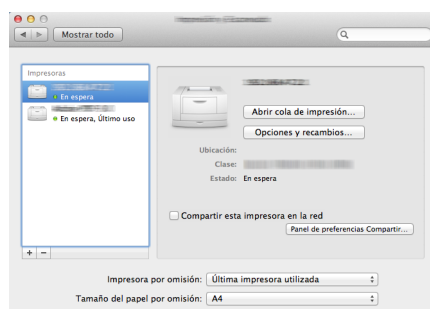 Mostrar todo
Impresoras
En espera
En espera, Último uso
Abrir cola de impresión...
Opciones y recambios...
Ubicación:
Clase:
Estado: En espera
Compartir esta impresora en la red
Panel de preferencias Compartir...
+ −
Impresora por omisión: Última impresora utilizada
Tamaño del papel por omisión: A4